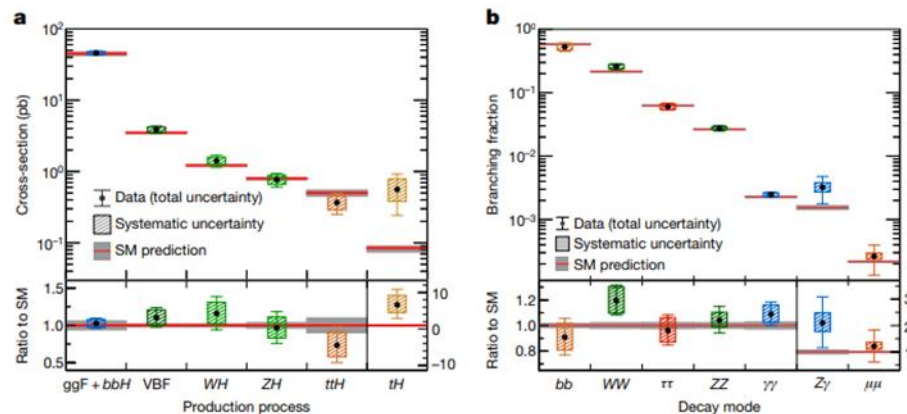 a
Cross-section (pb)
10²
10¹
10⁰
10⁻¹
Data (total uncertainty)
Systematic uncertainty
SM prediction
Ratio to SM
1.5
1.0
0.5
10
0
−10
ggF + bbH VBF WH ZH ttH tH
Production process
b
Branching fraction
10⁰
10⁻¹
10⁻²
10⁻³
Data (total uncertainty)
Systematic uncertainty
SM prediction
Ratio to SM
1.2
1.0
0.8
3
2
1
bb WW ττ ZZ γγ Zγ μμ
Decay mode